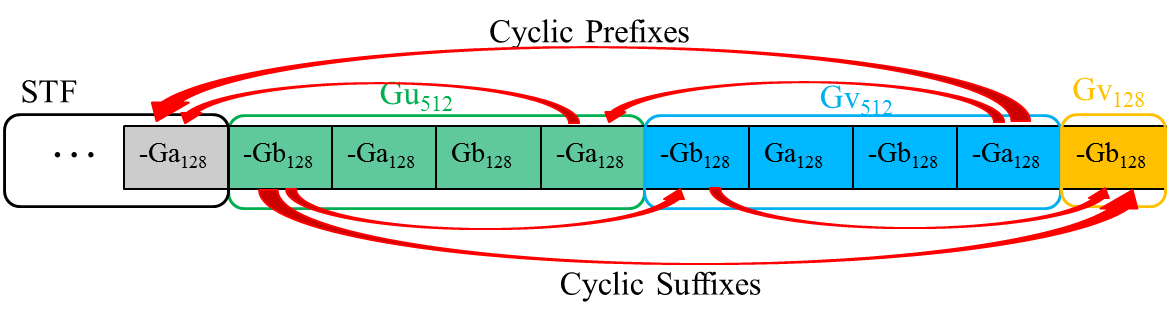 Cyclic Prefixes
STF
Gu512
Gv512
Gv128
··· -Ga128 -Gb128 -Ga128 Gb128 -Ga128 -Gb128 Ga128 -Gb128 -Ga128 -Gb128
Cyclic Suffixes